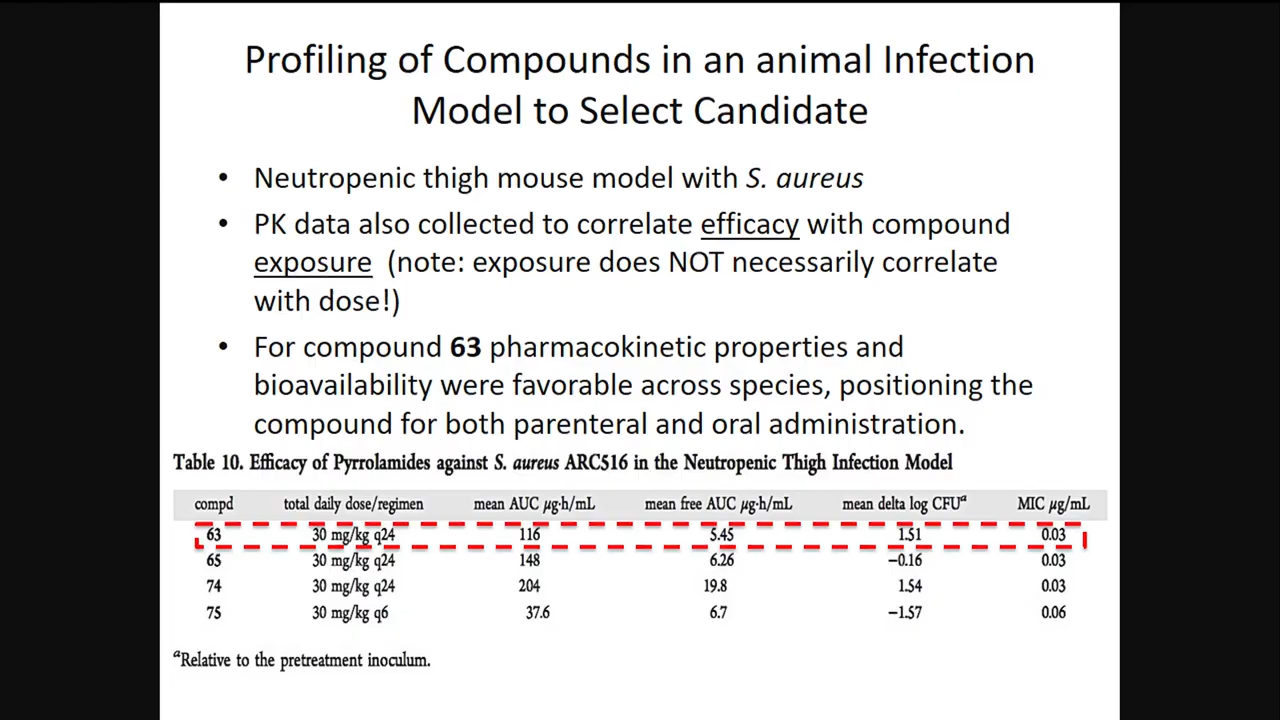 Profiling of Compounds in an animal Infection
Model to Select Candidate
• Neutropenic thigh mouse model with S. aureus
• PK data also collected to correlate efficacy with compound
exposure (note: exposure does NOT necessarily correlate
with dose!)
• For compound 63 pharmacokinetic properties and
bioavailability were favorable across species, positioning the
compound for both parenteral and oral administration.
Table 10. Efficacy of Pyrrolamides against S. aureus ARC516 in the Neutropenic Thigh Infection Model
compd total daily dose/regimen mean AUC μg·h/mL mean free AUC μg·h/mL mean delta log CFUa MIC μg/mL
63 30 mg/kg q24 116 5.45 1.51 0.03
65 30 mg/kg q24 148 6.26 −0.16 0.03
74 30 mg/kg q24 204 19.8 1.54 0.03
75 30 mg/kg q6 37.6 6.7 −1.57 0.06
aRelative to the pretreatment inoculum.